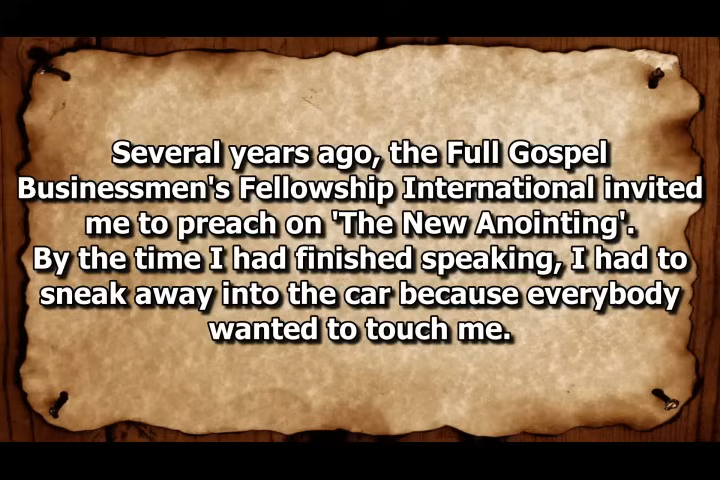 Several years ago, the Full Gospel
Businessmen's Fellowship International invited
me to preach on 'The New Anointing'.
By the time I had finished speaking, I had to
sneak away into the car because everybody
wanted to touch me.